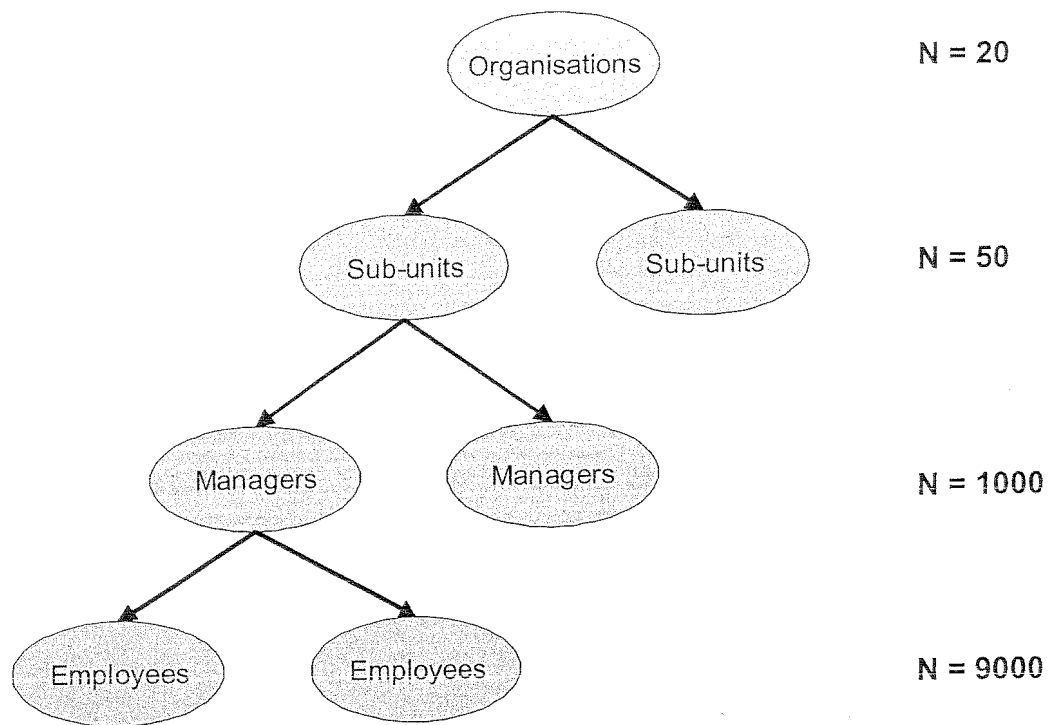 Organisations
N = 20
Sub-units
Sub-units
N = 50
Managers
Managers
N = 1000
Employees
Employees
N = 9000